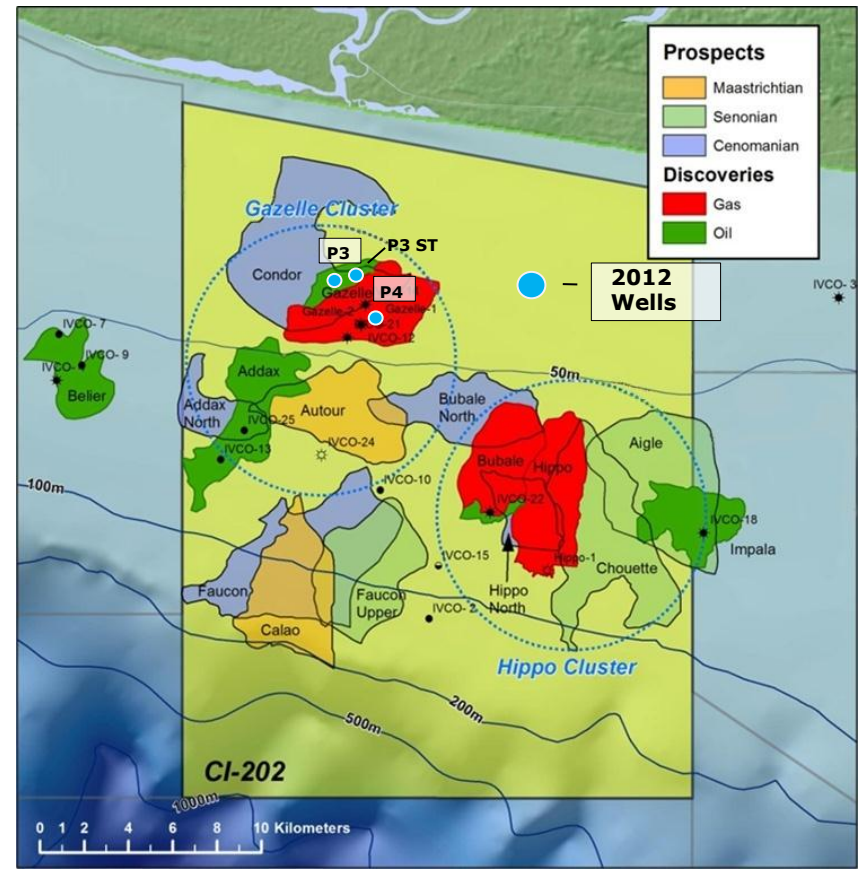 Prospects
Maastrichtian
Senonian
Cenomanian
Discoveries
Gas
Oil
Gazelle Cluster
P3
P3 ST
Condor
Gazelle
P4
Gazelle-2
Gazelle-1
IVCO-12
2012
Wells
IVCO- 3
IVCO- 7
IVCO- 9
IVCO-
Belier
50m
Addax
Addax
North
Autour
Bubale
North
IVCO-25
IVCO-24
IVCO-13
Aigle
Bubale
Hippo
IVCO-10
IVCO-22
100m
IVCO-18
Impala
IVCO-15
Hippo-1
Chouette
Hippo
North
Faucon
Faucon
Upper
IVCO- 2
Calao
Hippo Cluster
200m
500m
CI-202
1000m
0 1 2 4 6 8 10 Kilometers